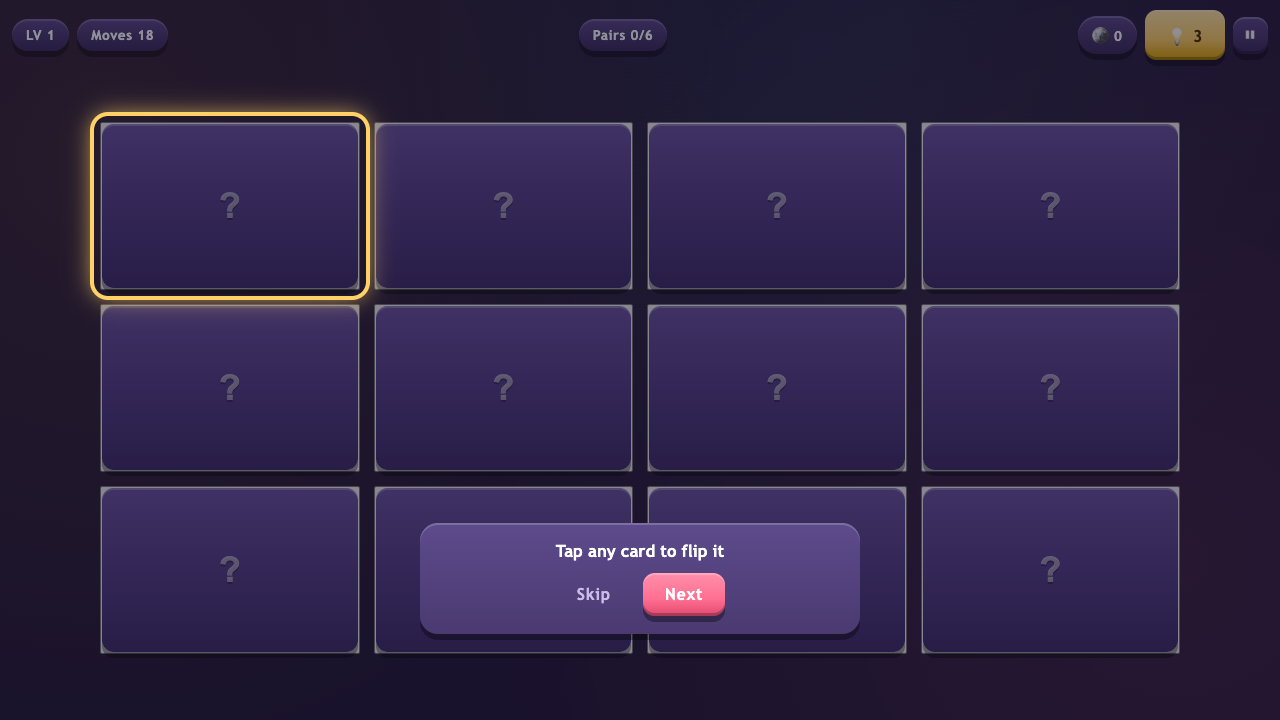 LV 1 Moves 18 Pairs 0/6 0 3
? ? ? ?
? ? ? ?
? ?
Tap any card to flip it
Skip Next